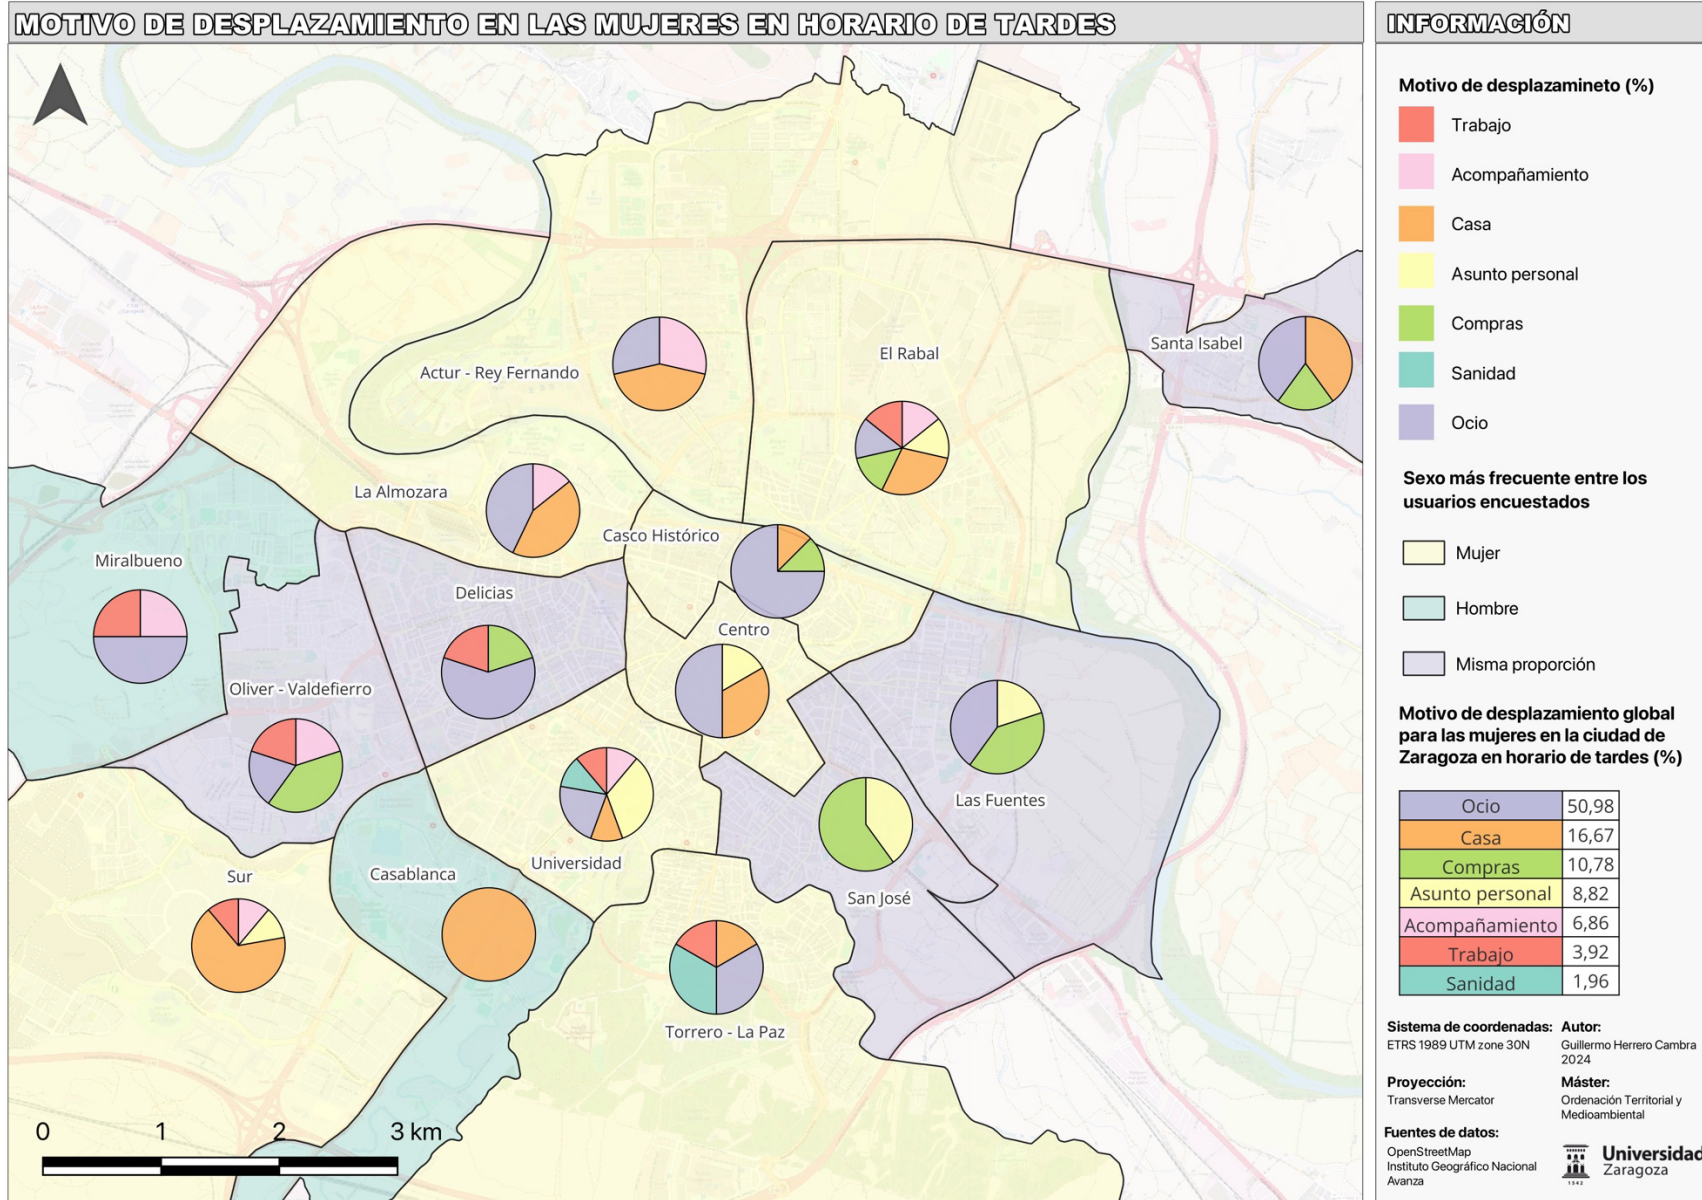 MOTIVO DE DESPLAZAMIENTO EN LAS MUJERES EN HORARIO DE TARDES
Actur - Rey Fernando
El Rabal
Santa Isabel
La Almozara
Casco Histórico
Miralbueno
Delicias
Centro
Oliver - Valdefierro
Las Fuentes
Universidad
Sur
Casablanca
San José
Torrero - La Paz
0 1 2 3 km
INFORMACIÓN
Motivo de desplazamineto (%)
Trabajo
Acompañamiento
Casa
Asunto personal
Compras
Sanidad
Ocio
Sexo más frecuente entre los
usuarios encuestados
Mujer
Hombre
Misma proporción
Motivo de desplazamiento global
para las mujeres en la ciudad de
Zaragoza en horario de tardes (%)
Ocio 50,98
Casa 16,67
Compras 10,78
Asunto personal 8,82
Acompañamiento 6,86
Trabajo 3,92
Sanidad 1,96
Sistema de coordenadas:
ETRS 1989 UTM zone 30N
Autor:
Guillermo Herrero Cambra
2024
Proyección:
Transverse Mercator
Máster:
Ordenación Territorial y
Medioambiental
Fuentes de datos:
OpenStreetMap
Instituto Geográfico Nacional
Avanza
1542
Universidad
Zaragoza